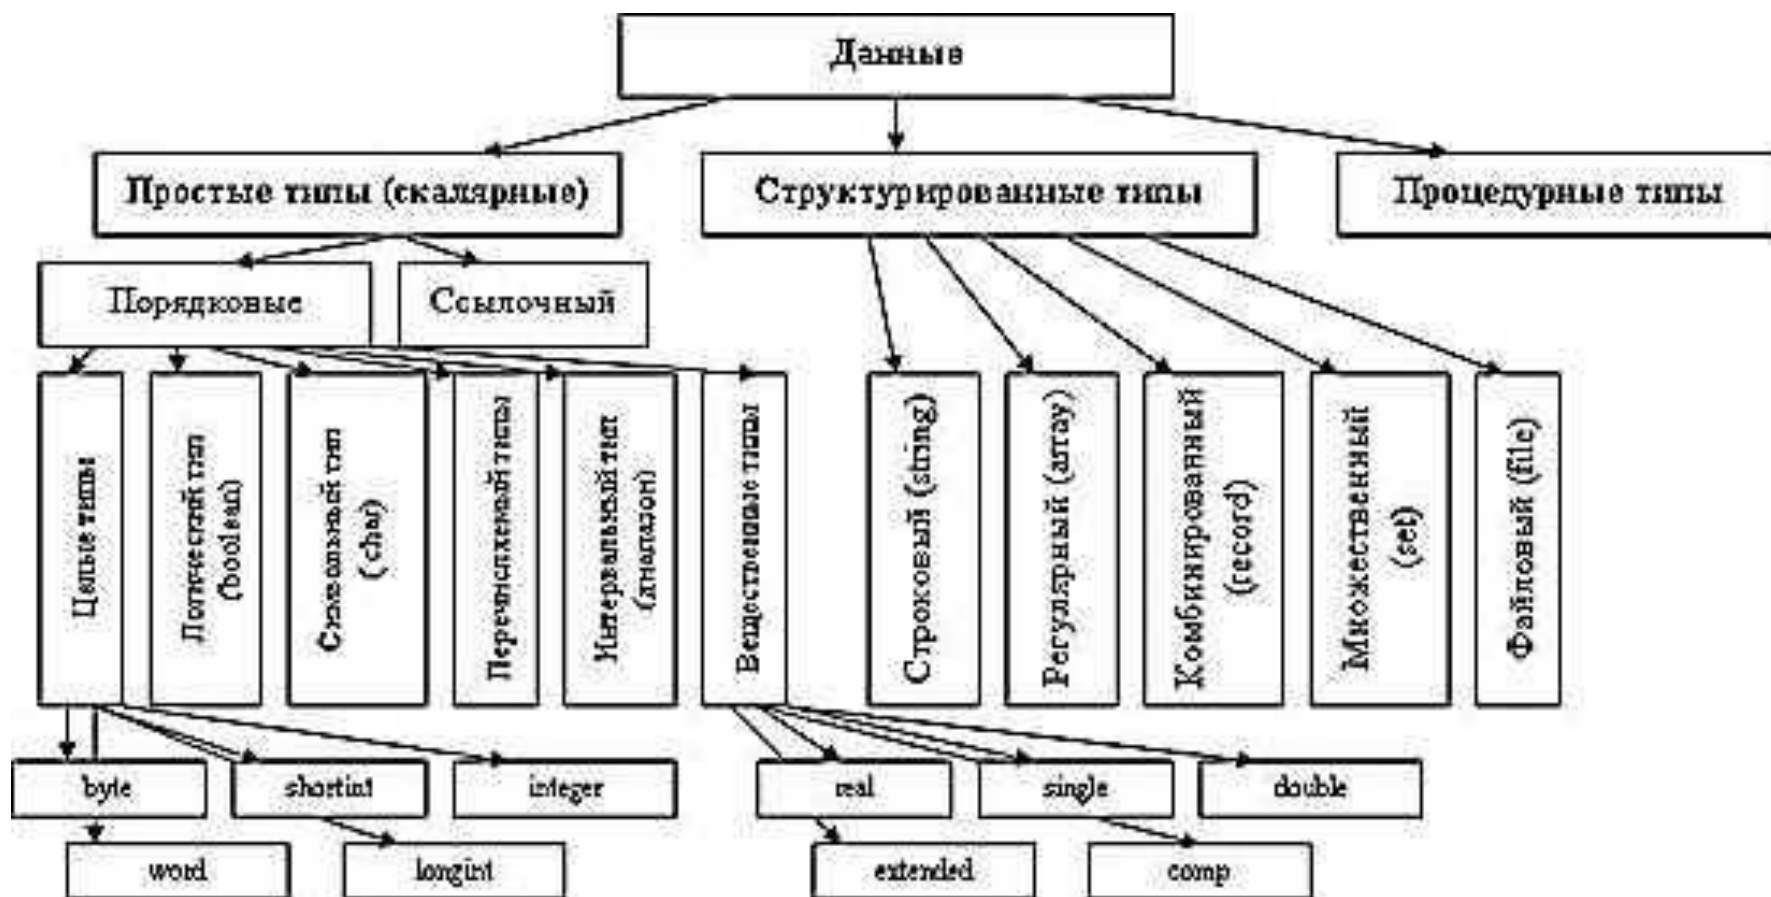 Данные
Простые типы (скалярные)
Структурированные типы
Процедурные типы
Порядковые
Ссылочный
Целые типы
Логический тип
(boolean)
Символьный тип
(char)
Перечисляемый типы
Интервальный тип
(диапазон)
Вещественные типы
Строковый (string)
Регулярный (array)
Комбинированный
(record)
Множественный
(set)
Файловый (file)
byte
shortint
integer
real
single
double
word
longint
extended
comp